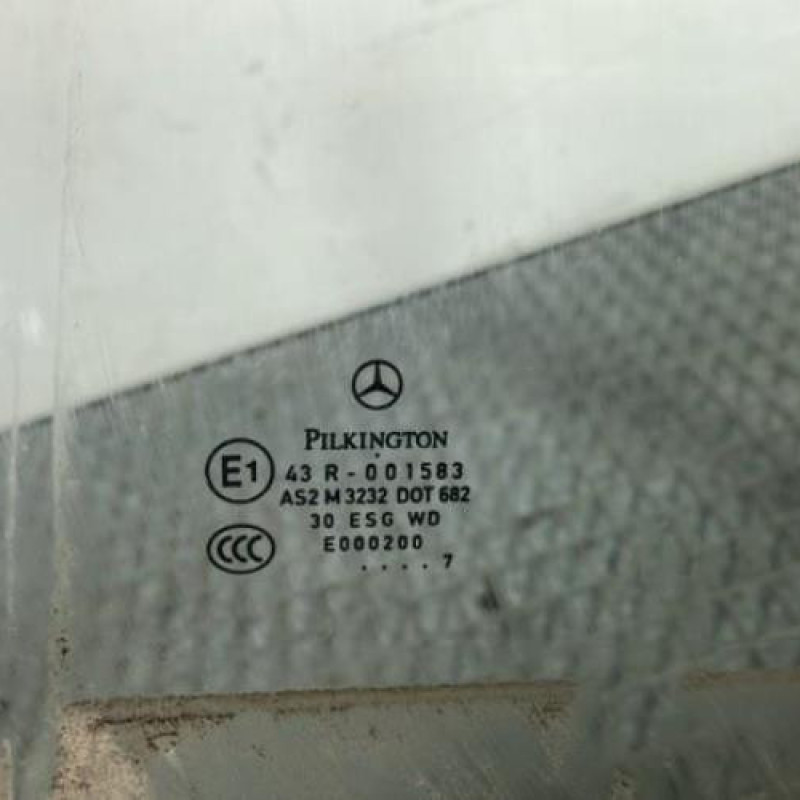 PILKINGTON
E1 43 R - 001583
AS2 M 3232 DOT 682
30 ESG WD
CCC E000200
. . . . 7